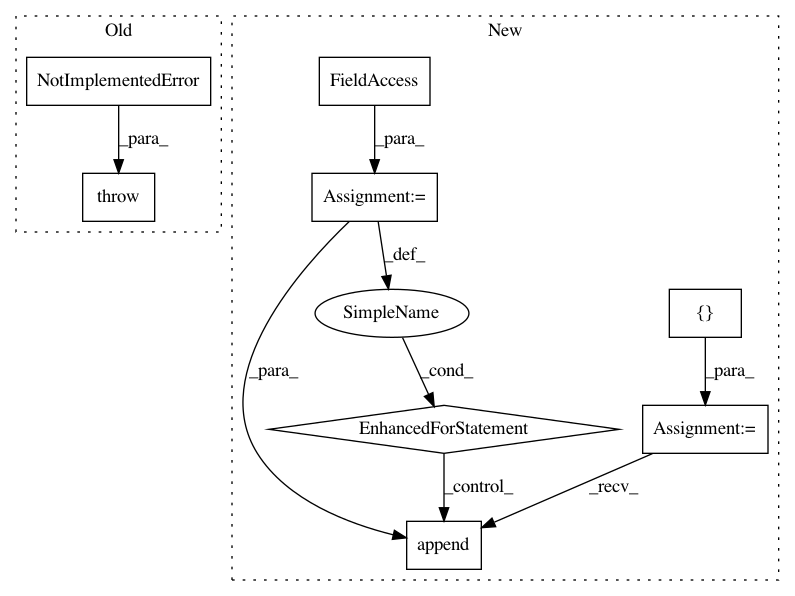 Old
New
NotImplementedError
FieldAccess
_para_
_para_
throw
Assignment:=
_def_
SimpleName
{}
_para_
_cond_
_para_
EnhancedForStatement
Assignment:=
_control_
_recv_
append